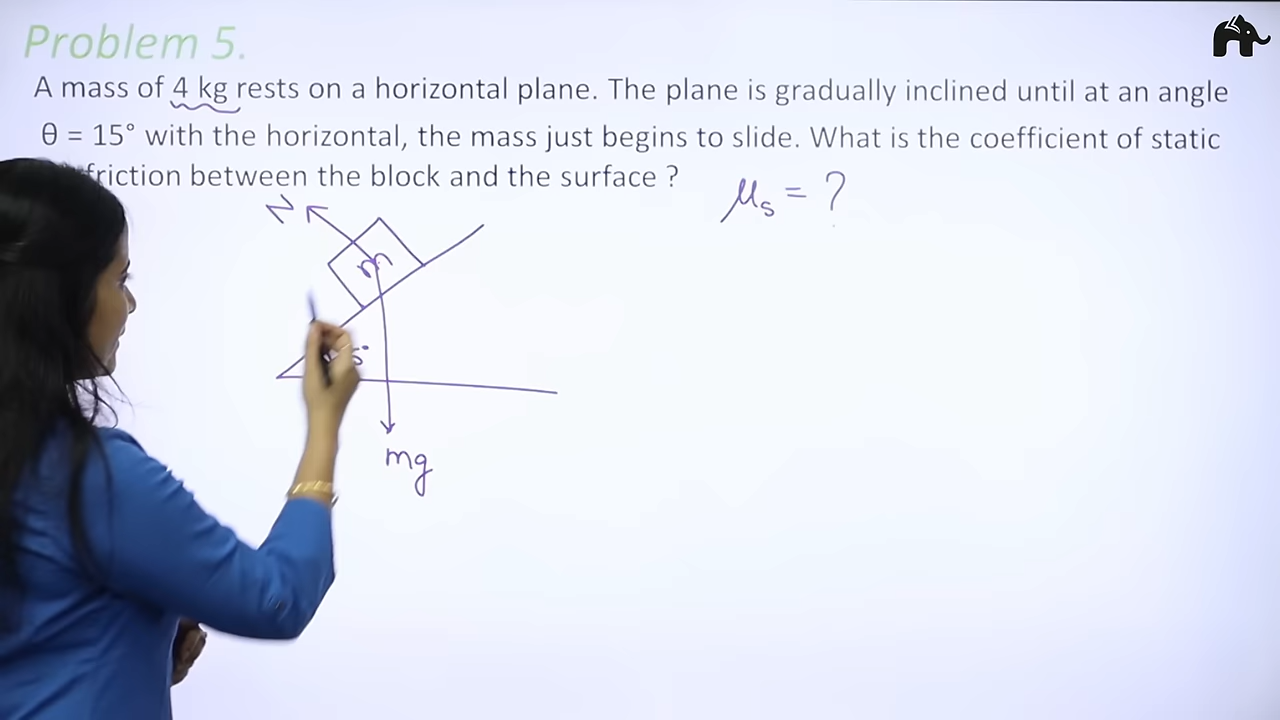 Problem 5.
A mass of 4 kg rests on a horizontal plane. The plane is gradually inclined until at an angle
θ = 15° with the horizontal, the mass just begins to slide. What is the coefficient of static
friction between the block and the surface ?
μs = ?
N
m
5°
mg